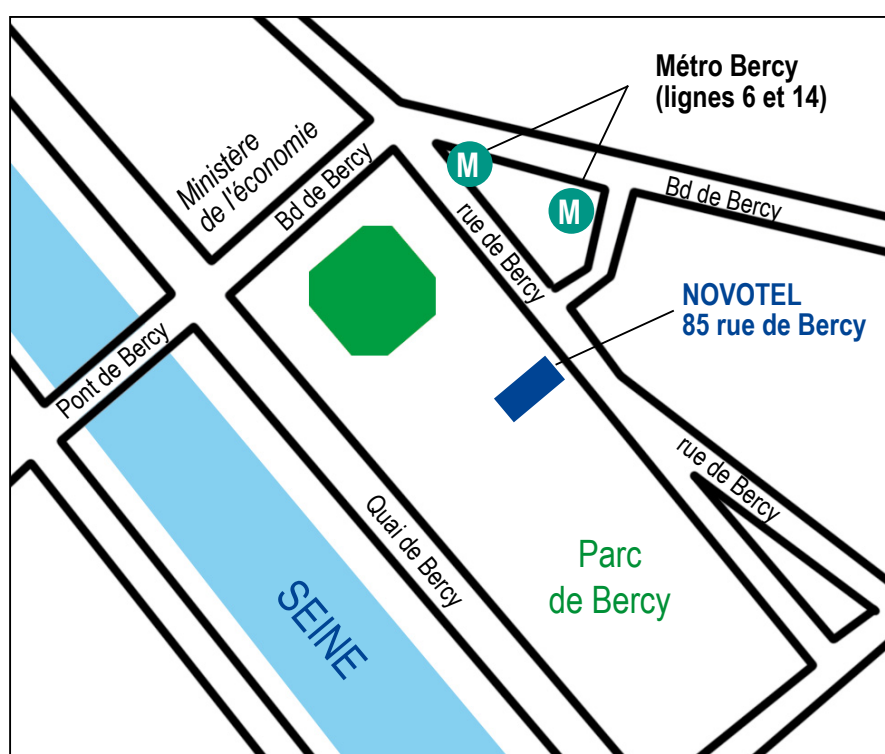 Métro Bercy
(lignes 6 et 14)
Ministère
de l'économie
Bd de Bercy
M
M
Bd de Bercy
rue de Bercy
NOVOTEL
85 rue de Bercy
Pont de Bercy
rue de Bercy
Quai de Bercy
Parc
de Bercy
SEINE